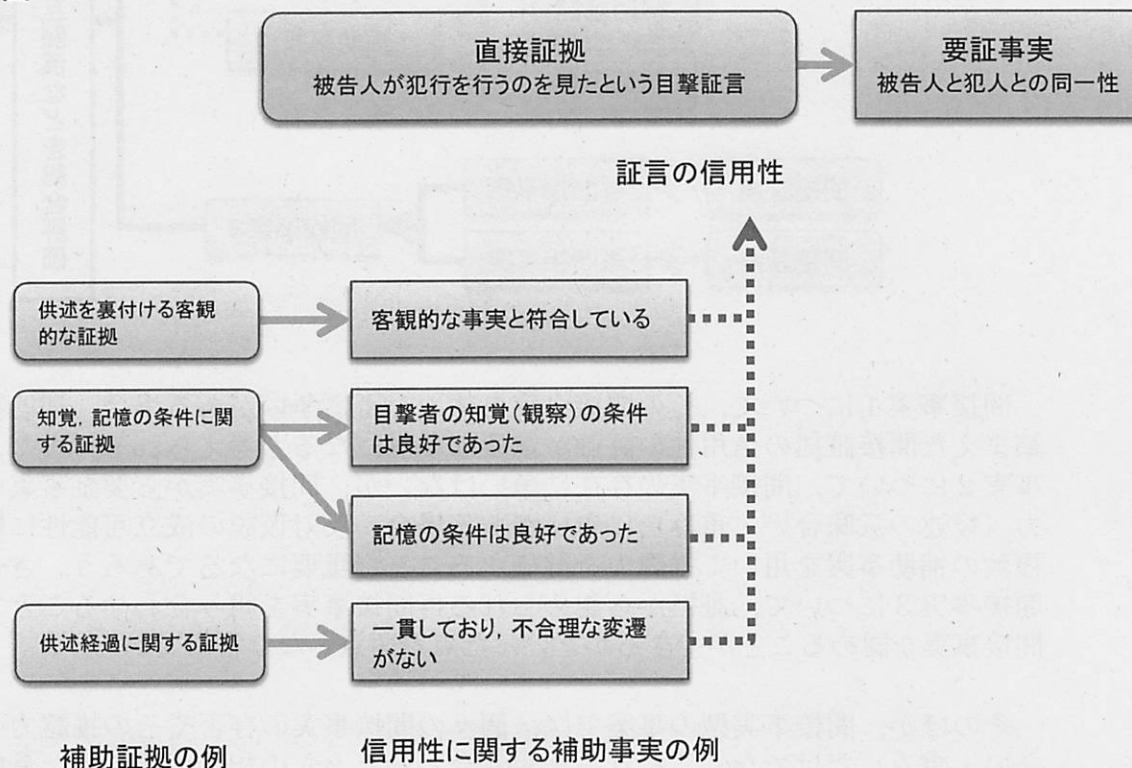 直接証拠
被告人が犯行を行うのを見たという目撃証言
要証事実
被告人と犯人との同一性
証言の信用性
供述を裏付ける客観
的な証拠
客観的な事実と符合している
知覚，記憶の条件に関
する証拠
目撃者の知覚（観察）の条件
は良好であった
記憶の条件は良好であった
供述経過に関する証拠
一貫しており，不合理な変遷
がない
補助証拠の例
信用性に関する補助事実の例